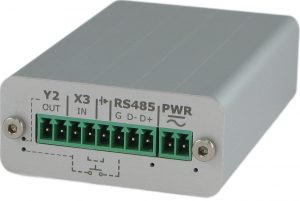 Y2 X3 RS485 PWR
OUT IN G D- D+